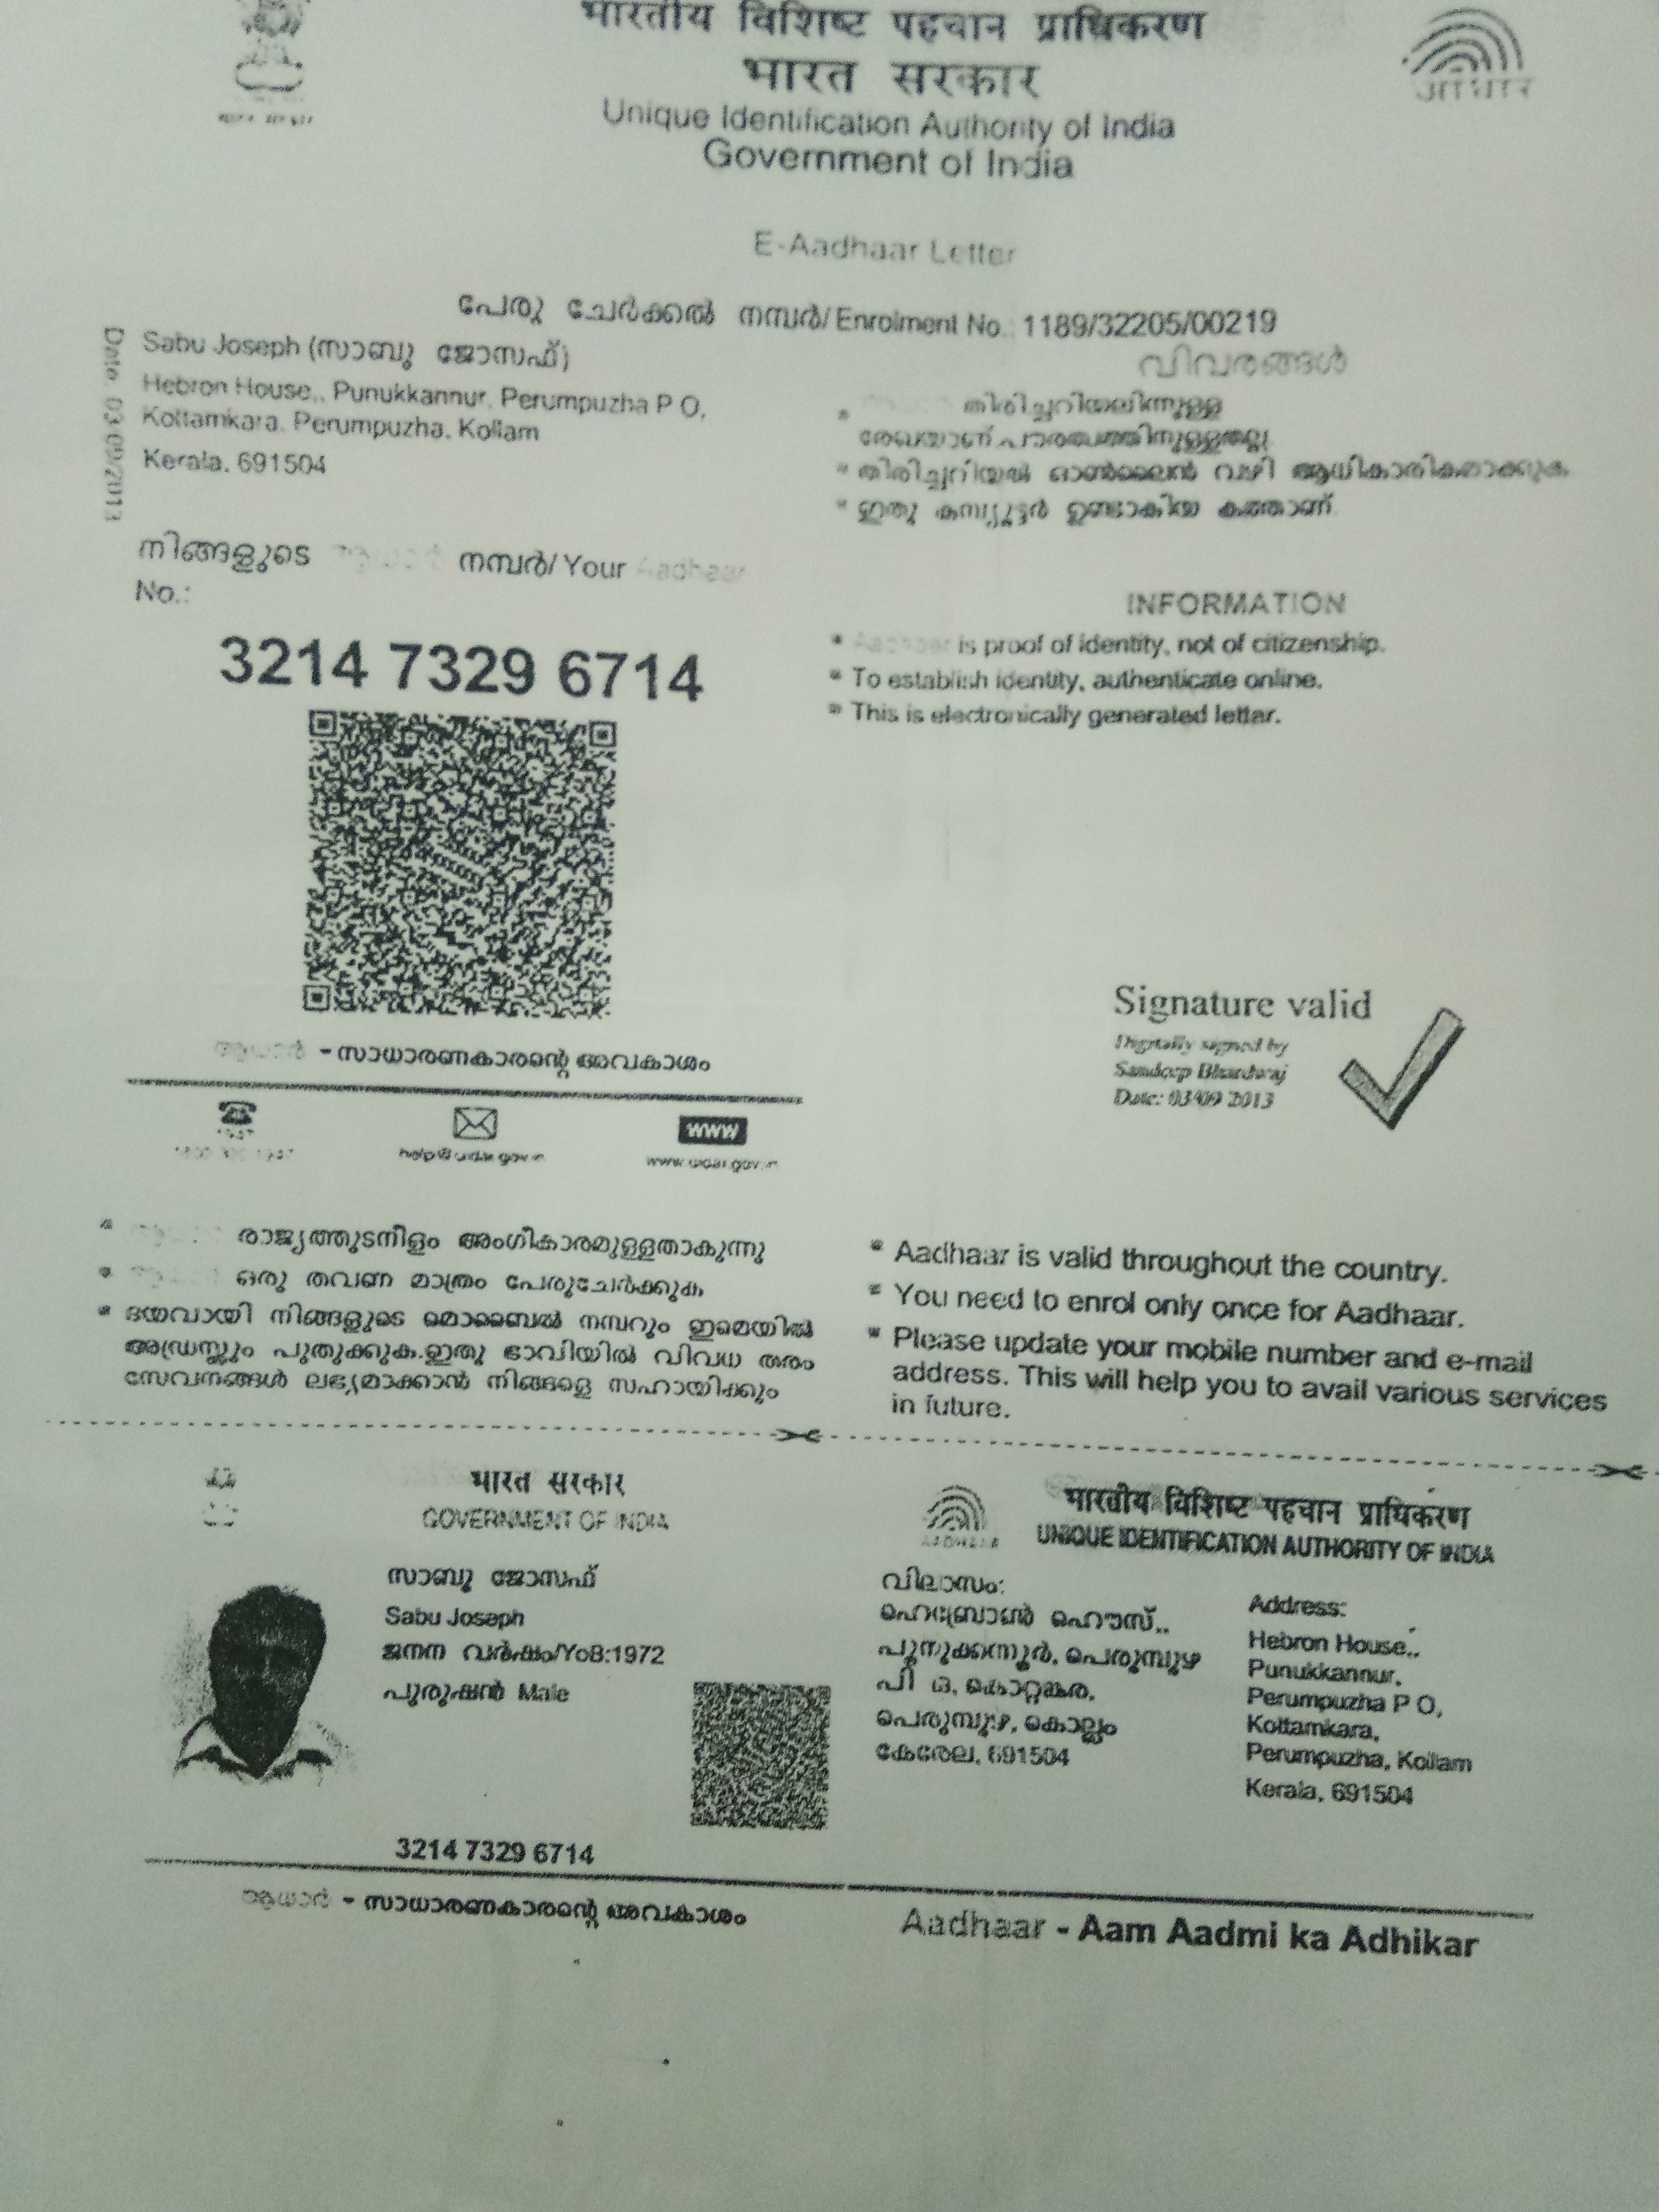 भारतीय विशिष्ट पहचान प्राधिकरण
भारत सरकार
आधार
Unique Identification Authority of India
Government of India
E-Aadhaar Letter
പേരു ചേർക്കൽ നമ്പർ/ Enrolment No.: 1189/32205/00219
Date: 03/09/2013
Sabu Joseph (സാബു ജോസഫ്)
Hebron House,, Punukkannur, Perumpuzha P O,
Kottamkara, Perumpuzha, Kollam
Kerala, 691504
വിവരങ്ങൾ
തിരിച്ചറിയലിനുള്ള
രേഖയാണ് പൗരത്വത്തിനുള്ളതല്ല
തിരിച്ചറിയൽ ഓൺലൈൻ വഴി ആധികാരികമാക്കുക
ഇതു കമ്പ്യൂട്ടർ ഉണ്ടാകിയ കത്താണ്
നിങ്ങളുടെ നമ്പർ/ Your Aadhaar
No.:
3214 7329 6714
INFORMATION
Aadhaar is proof of identity, not of citizenship.
To establish identity, authenticate online.
This is electronically generated letter.
Signature valid
Digitally signed by
Sandeep Bhardwaj
Date: 03/09/2013
ആധാർ - സാധാരണകാരന്റെ അവകാശം
1947
help@uidai.gov.in
www
www.uidai.gov.in
രാജ്യത്തുടനീളം അംഗീകാരമുള്ളതാകുന്നു
ഒരു തവണ മാത്രം പേരുചേർക്കുക
ദയവായി നിങ്ങളുടെ മൊബൈൽ നമ്പറും ഇമെയിൽ
അഡ്രസ്സും പുതുക്കുക.ഇതു ഭാവിയിൽ വിവധ തരം
സേവനങ്ങൾ ലഭ്യമാക്കാൻ നിങ്ങളെ സഹായിക്കും
Aadhaar is valid throughout the country.
You need to enrol only once for Aadhaar.
Please update your mobile number and e-mail
address. This will help you to avail various services
in future.
भारत सरकार
GOVERNMENT OF INDIA
സാബു ജോസഫ്
Sabu Joseph
ജനന വർഷം/YoB:1972
പുരുഷൻ Male
3214 7329 6714
ആധാർ - സാധാരണകാരന്റെ അവകാശം
AADHAAR
भारतीय विशिष्ट पहचान प्राधिकरण
UNIQUE IDENTIFICATION AUTHORITY OF INDIA
വിലാസം:
ഹെബ്രോൺ ഹൌസ്,,
പുനുക്കന്നൂർ, പെരുമ്പുഴ
പി ഒ, കൊറ്റങ്കര,
പെരുമ്പുഴ, കൊല്ലം
കേരേല, 691504
Address:
Hebron House,,
Punukkannur,
Perumpuzha P O,
Kottamkara,
Perumpuzha, Kollam
Kerala, 691504
Aadhaar - Aam Aadmi ka Adhikar